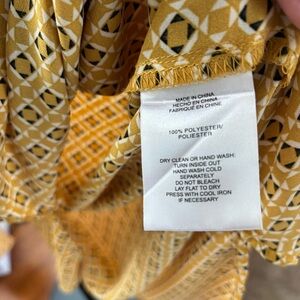 MADE IN CHINA
HECHO EN CHINA
FABRIQUÉ EN CHINE
100% POLYESTER/
POLIESTER
DRY CLEAN OR HAND WASH:
TURN INSIDE OUT
HAND WASH COLD
SEPARATELY
DO NOT BLEACH
LAY FLAT TO DRY
PRESS WITH COOL IRON
IF NECESSARY